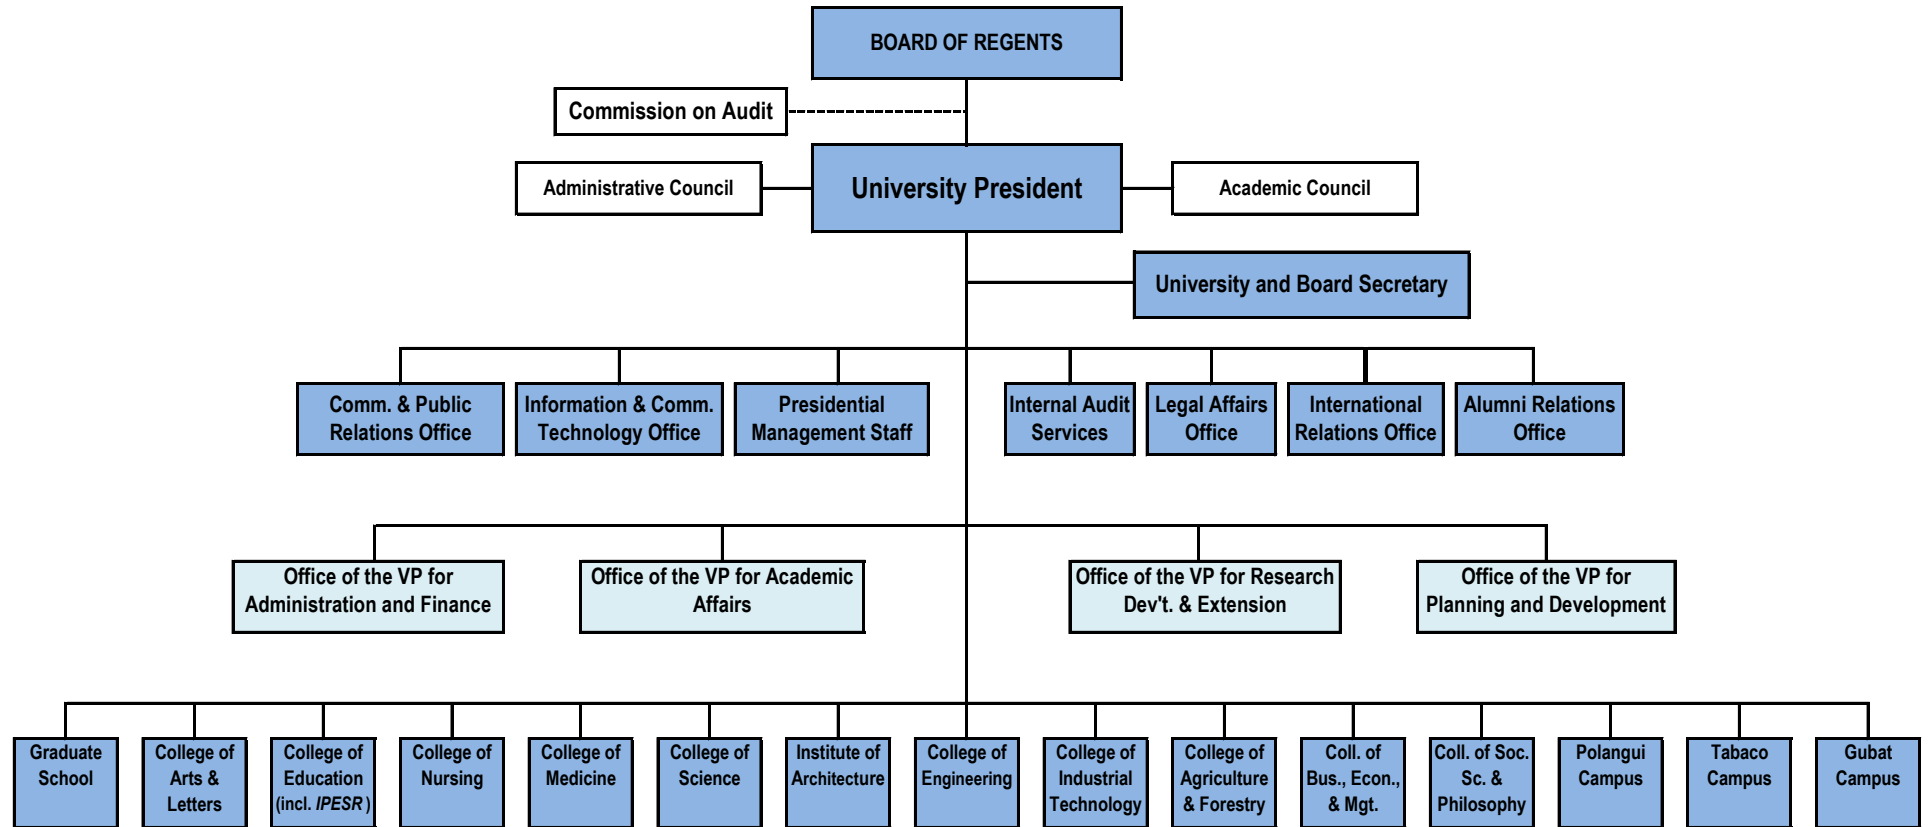 BOARD OF REGENTS
Commission on Audit
Administrative Council
University President
Academic Council
University and Board Secretary
Comm. & Public
Relations Office
Information & Comm.
Technology Office
Presidential
Management Staff
Internal Audit
Services
Legal Affairs
Office
International
Relations Office
Alumni Relations
Office
Office of the VP for
Administration and Finance
Office of the VP for Academic
Affairs
Office of the VP for Research
Dev't. & Extension
Office of the VP for
Planning and Development
Graduate
School
College of
Arts &
Letters
College of
Education
(incl. IPESR )
College of
Nursing
College of
Medicine
College of
Science
Institute of
Architecture
College of
Engineering
College of
Industrial
Technology
College of
Agriculture
& Forestry
Coll. of
Bus., Econ.,
& Mgt.
Coll. of Soc.
Sc. &
Philosophy
Polangui
Campus
Tabaco
Campus
Gubat
Campus